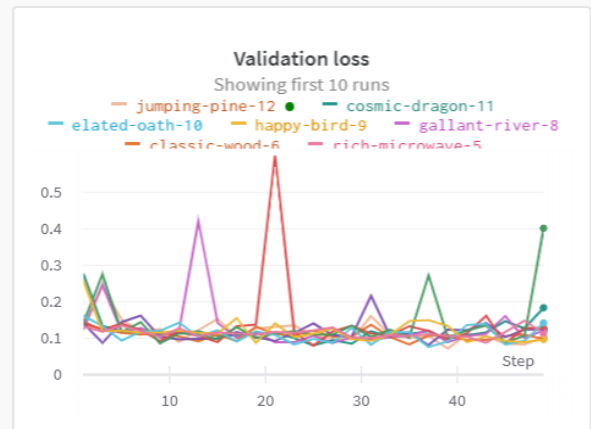 Validation loss
Showing first 10 runs
jumping-pine-12 cosmic-dragon-11
elated-oath-10 happy-bird-9 gallant-river-8
classic-wood-6 rich-microwave-5
0.5
0.4
0.3
0.2
0.1
0
Step
10 20 30 40